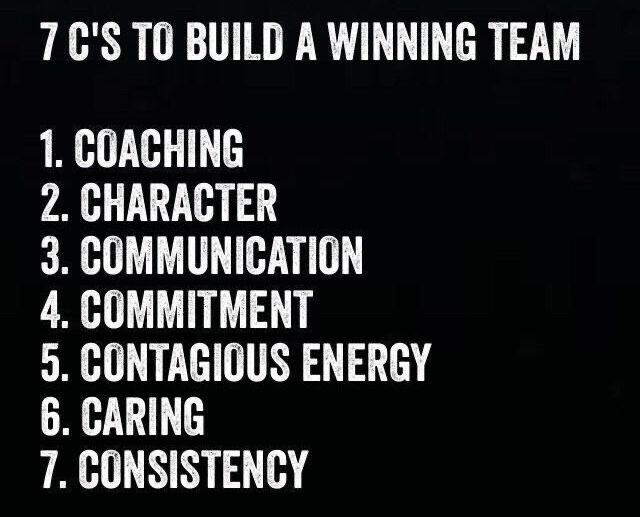 7 C'S TO BUILD A WINNING TEAM
1. COACHING
2. CHARACTER
3. COMMUNICATION
4. COMMITMENT
5. CONTAGIOUS ENERGY
6. CARING
7. CONSISTENCY